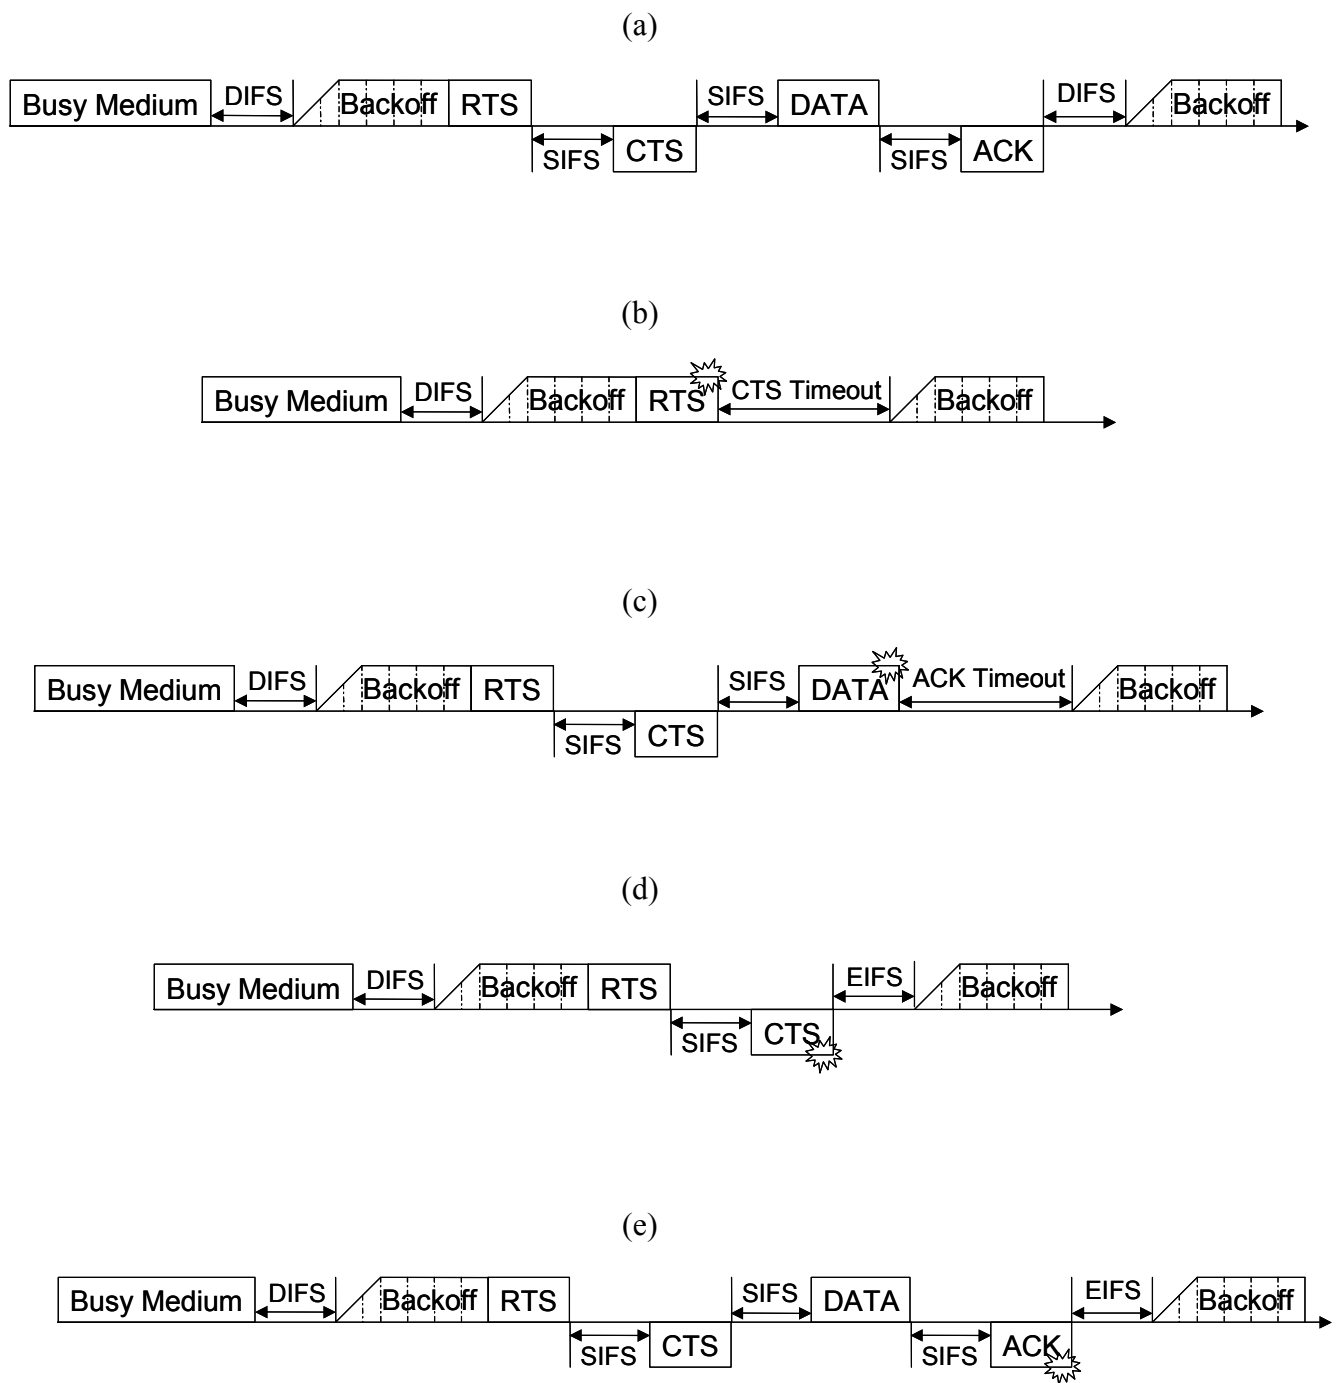 (a)
Busy Medium DIFS Backoff RTS SIFS DATA DIFS Backoff
SIFS CTS SIFS ACK
(b)
Busy Medium DIFS Backoff RTS CTS Timeout Backoff
(c)
Busy Medium DIFS Backoff RTS SIFS DATA ACK Timeout Backoff
SIFS CTS
(d)
Busy Medium DIFS Backoff RTS EIFS Backoff
SIFS CTS
(e)
Busy Medium DIFS Backoff RTS SIFS DATA EIFS Backoff
SIFS CTS SIFS ACK